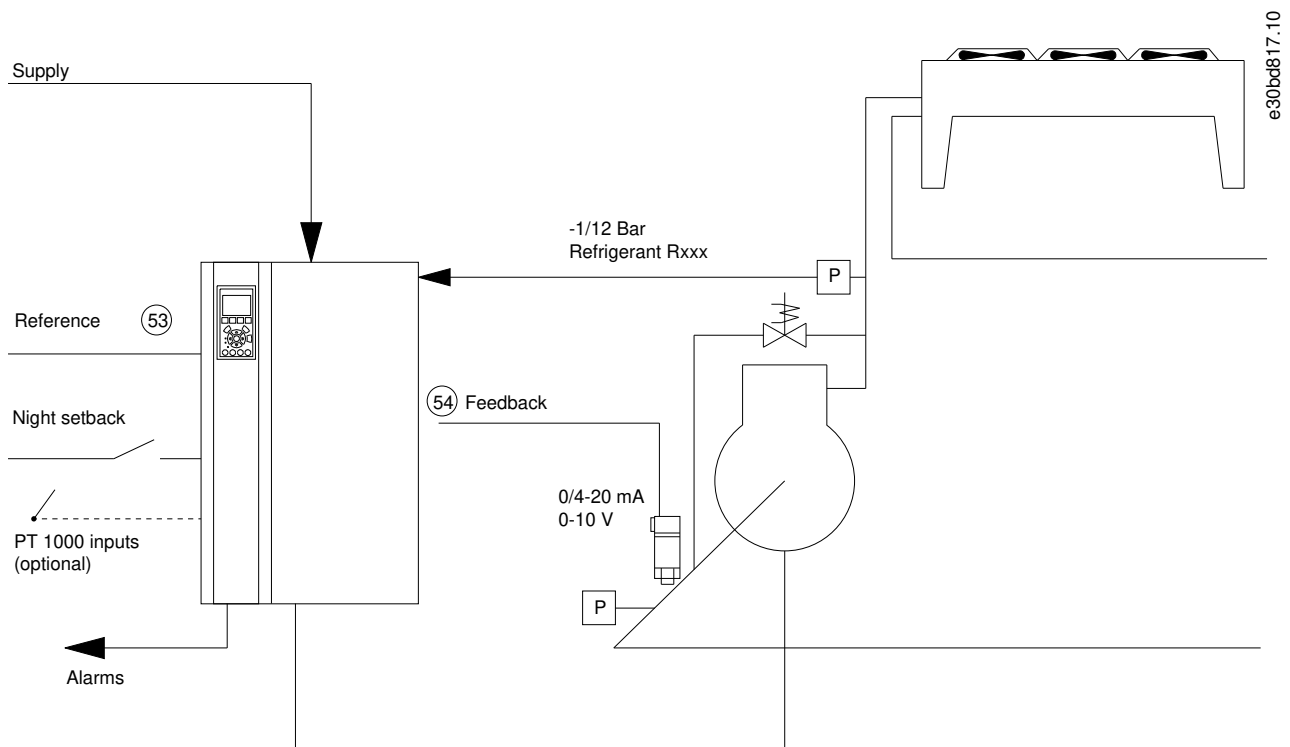 Supply
e30bd817.10
-1/12 Bar
Refrigerant Rxxx
P
Reference
53
Night setback
54
Feedback
0/4-20 mA
0-10 V
PT 1000 inputs
(optional)
P
Alarms